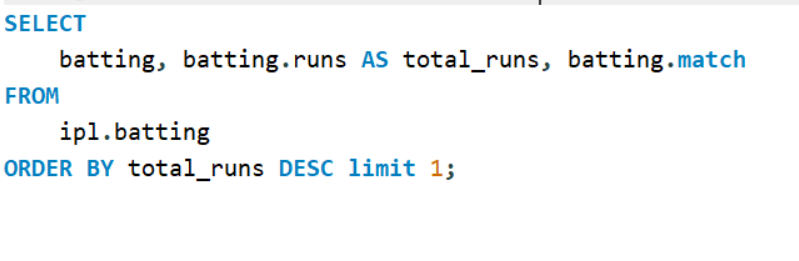 SELECT
batting, batting.runs AS total_runs, batting.match
FROM
ipl.batting
ORDER BY total_runs DESC limit 1;